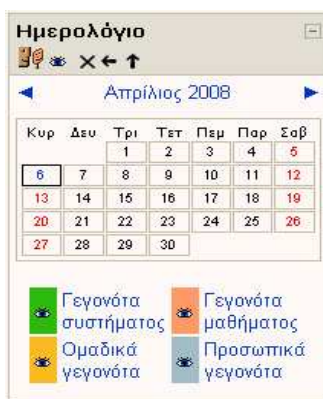 Ημερολόγιο
Απρίλιος 2008
Κυρ Δευ Τρι Τετ Πεμ Παρ Σαβ
1 2 3 4 5
6 7 8 9 10 11 12
13 14 15 16 17 18 19
20 21 22 23 24 25 26
27 28 29 30
Γεγονότα Γεγονότα
συστήματος μαθήματος
Ομαδικά Προσωπικά
γεγονότα γεγονότα